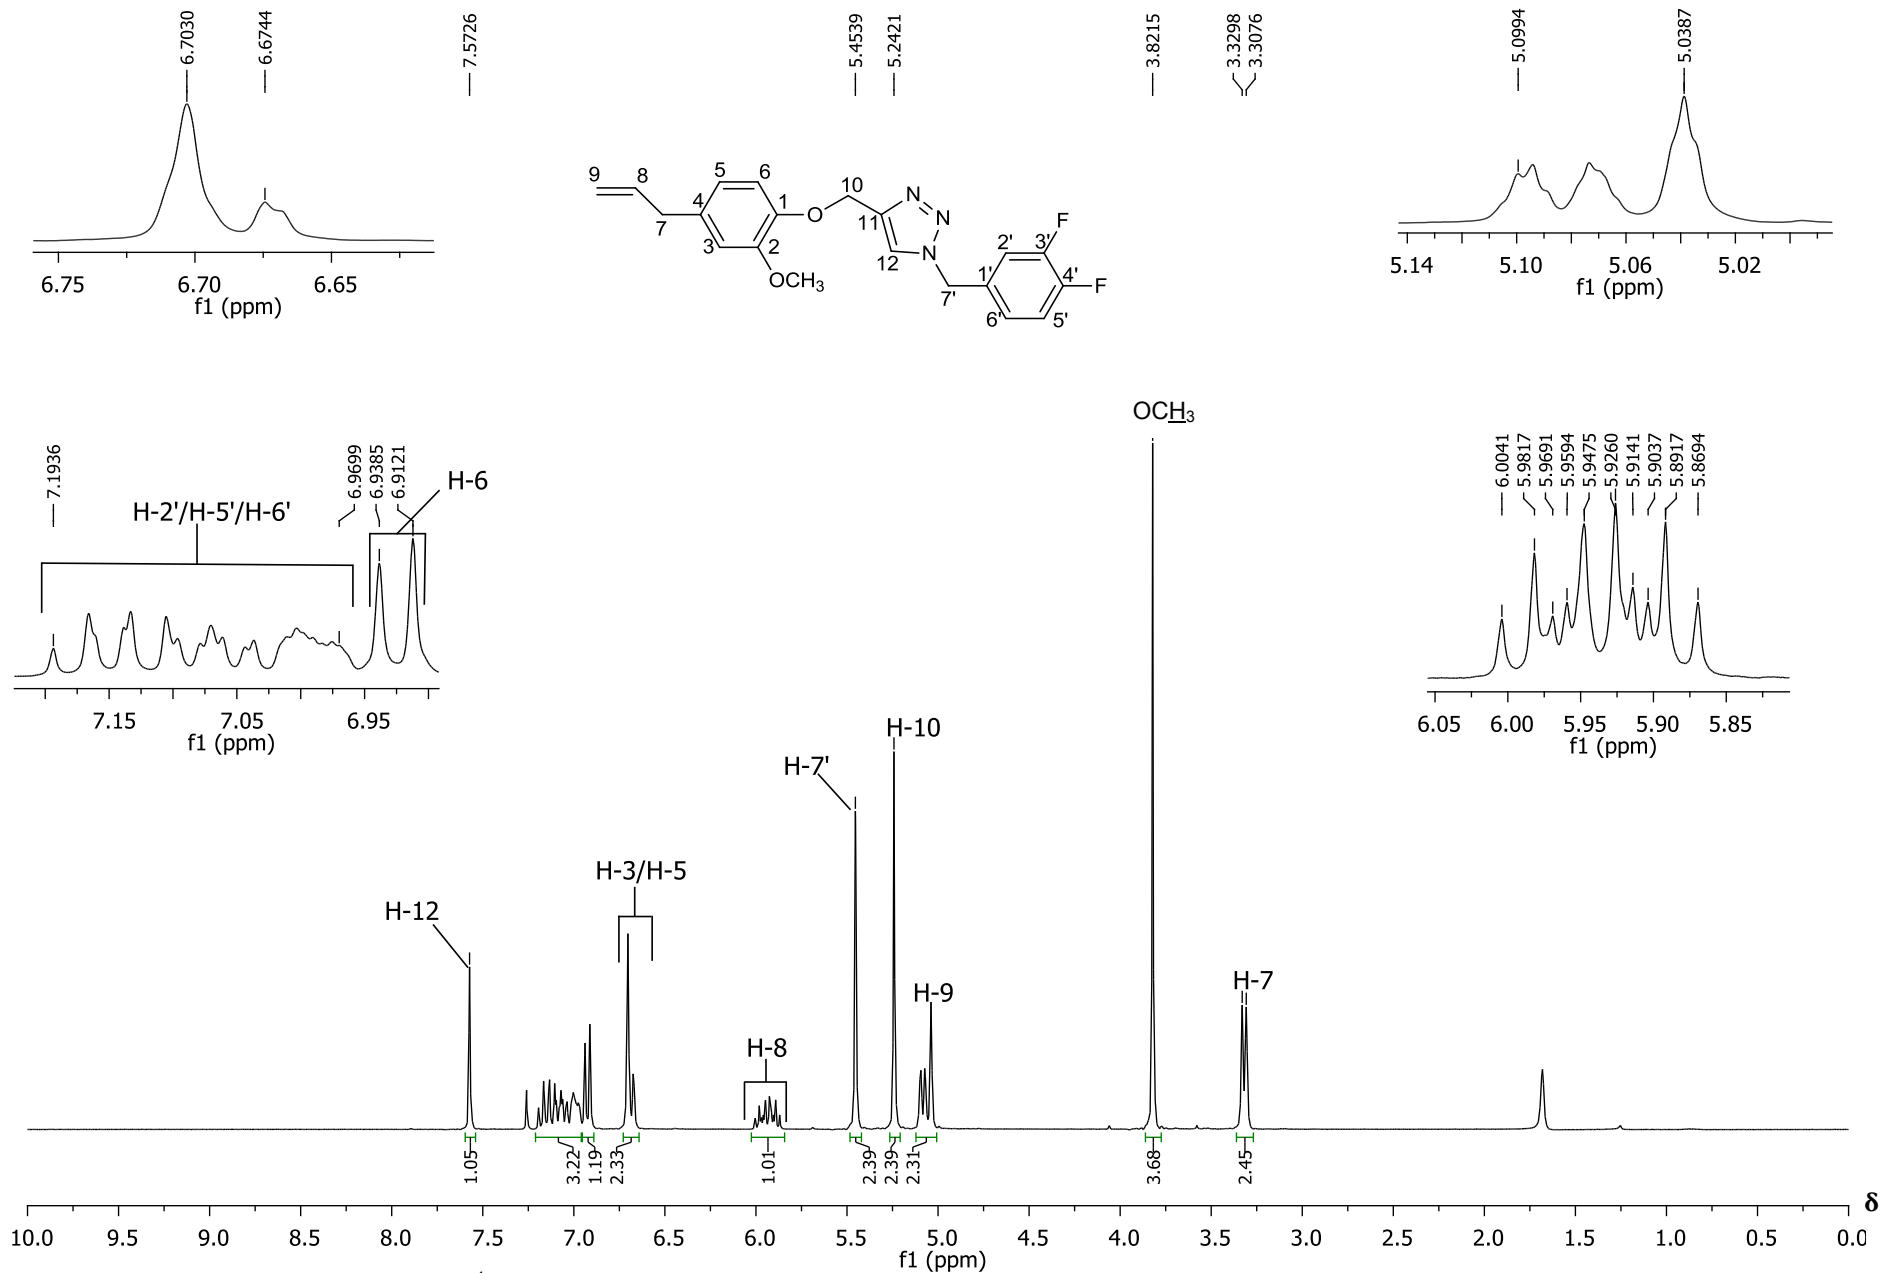 6.7030
6.6744
7.5726
5.4539
5.2421
3.8215
3.3298
3.3076
5.0994
5.0387
6.75 6.70 6.65
f1 (ppm)
9 8 5 6 10
4 1 O 11 N N N
7 3 2 12
OCH3
2' 3' F
1' 4' F
7' 6' 5'
5.14 5.10 5.06 5.02
f1 (ppm)
OCH3
7.1936
6.9699
6.9385
6.9121
H-6
H-2'/H-5'/H-6'
7.15 7.05 6.95
f1 (ppm)
6.0041
5.9817
5.9691
5.9594
5.9475
5.9260
5.9141
5.9037
5.8917
5.8694
6.05 6.00 5.95 5.90 5.85
f1 (ppm)
H-10
H-7'
H-3/H-5
H-12
H-9
H-7
H-8
1.05
3.22
1.19
2.33
1.01
2.39
2.39
2.31
3.68
2.45
δ
10.0 9.5 9.0 8.5 8.0 7.5 7.0 6.5 6.0 5.5 5.0 4.5 4.0 3.5 3.0 2.5 2.0 1.5 1.0 0.5 0.0
f1 (ppm)